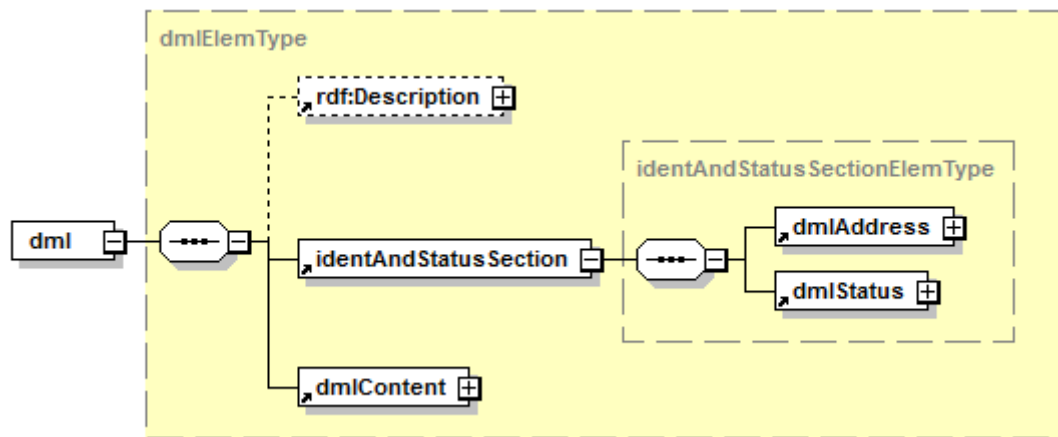 dmlElemType
rdf:Description
identAndStatusSectionElemType
dmlAddress
dml
identAndStatusSection
dmlStatus
dmlContent